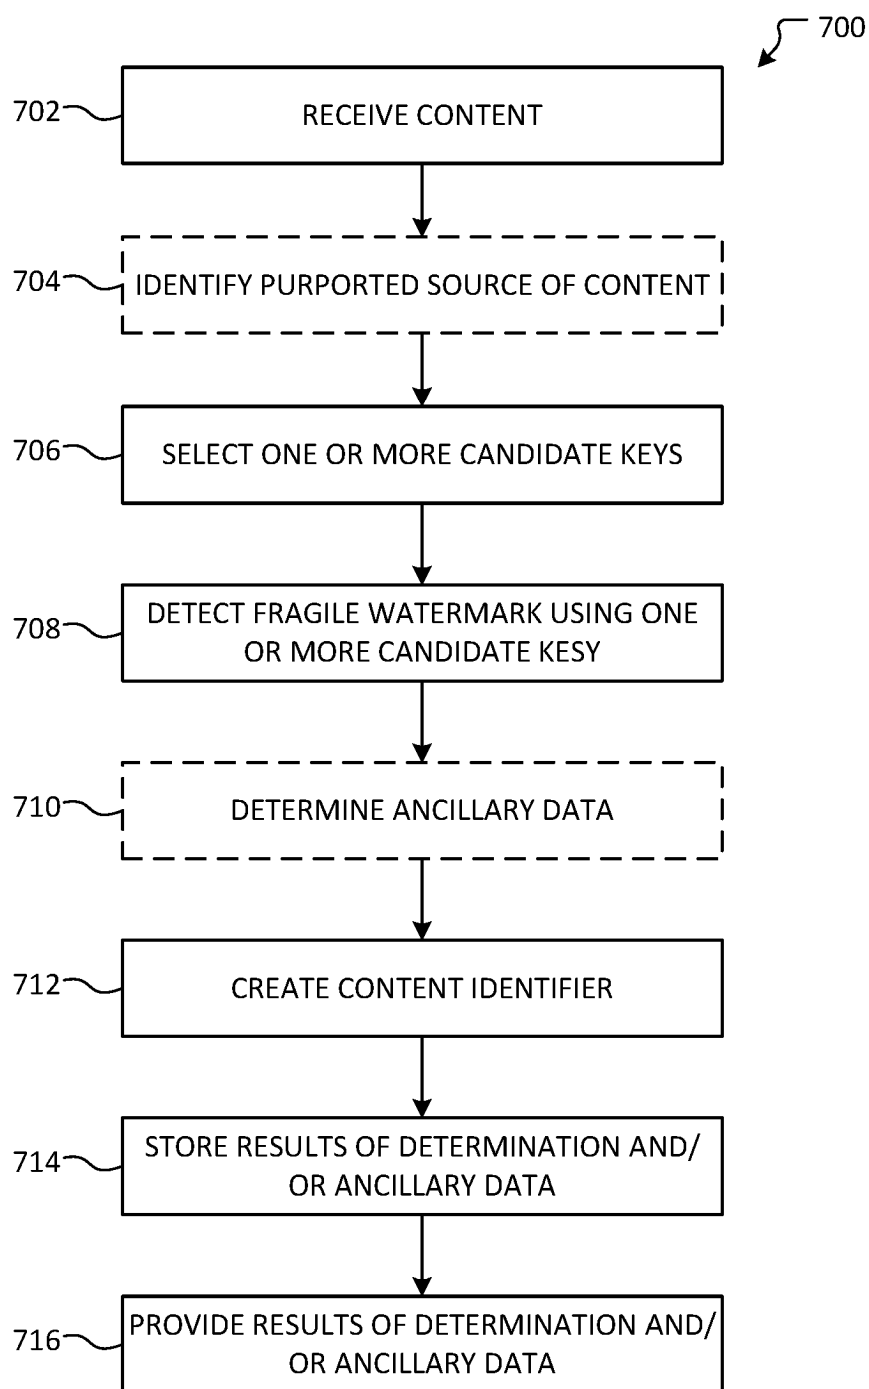 700
702
RECEIVE CONTENT
704
IDENTIFY PURPORTED SOURCE OF CONTENT
706
SELECT ONE OR MORE CANDIDATE KEYS
708
DETECT FRAGILE WATERMARK USING ONE
OR MORE CANDIDATE KESY
710
DETERMINE ANCILLARY DATA
712
CREATE CONTENT IDENTIFIER
714
STORE RESULTS OF DETERMINATION AND/
OR ANCILLARY DATA
716
PROVIDE RESULTS OF DETERMINATION AND/
OR ANCILLARY DATA